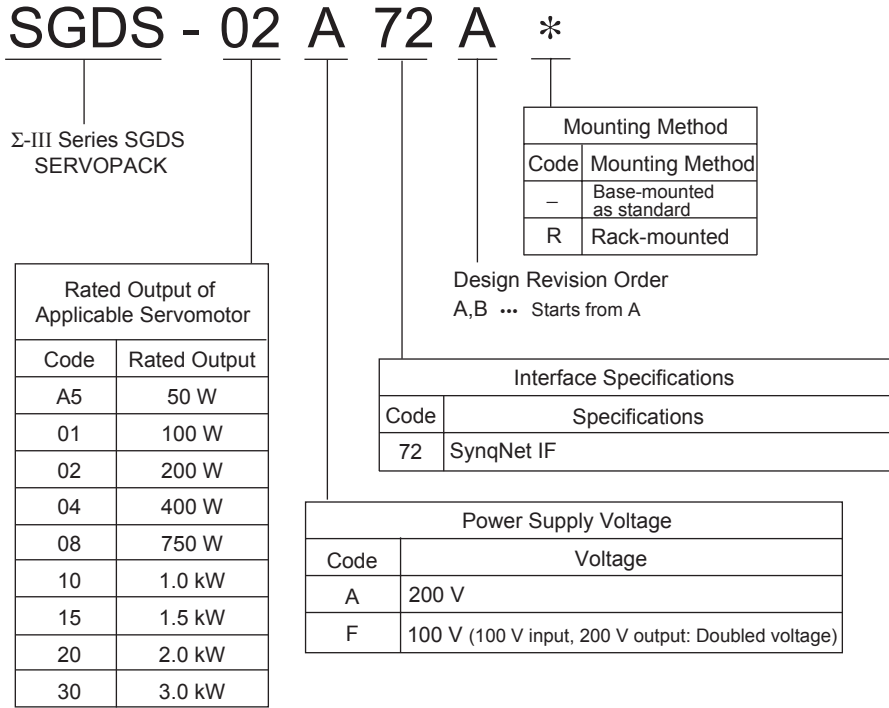 SGDS - 02 A 72 A *
Σ-III Series SGDS
SERVOPACK
Mounting Method
Code Mounting Method
– Base-mounted
as standard
R Rack-mounted
Design Revision Order
A,B ··· Starts from A
Rated Output of
Applicable Servomotor
Code Rated Output
A5 50 W
01 100 W
02 200 W
04 400 W
08 750 W
10 1.0 kW
15 1.5 kW
20 2.0 kW
30 3.0 kW
Interface Specifications
Code Specifications
72 SynqNet IF
Power Supply Voltage
Code Voltage
A 200 V
F 100 V (100 V input, 200 V output: Doubled voltage)